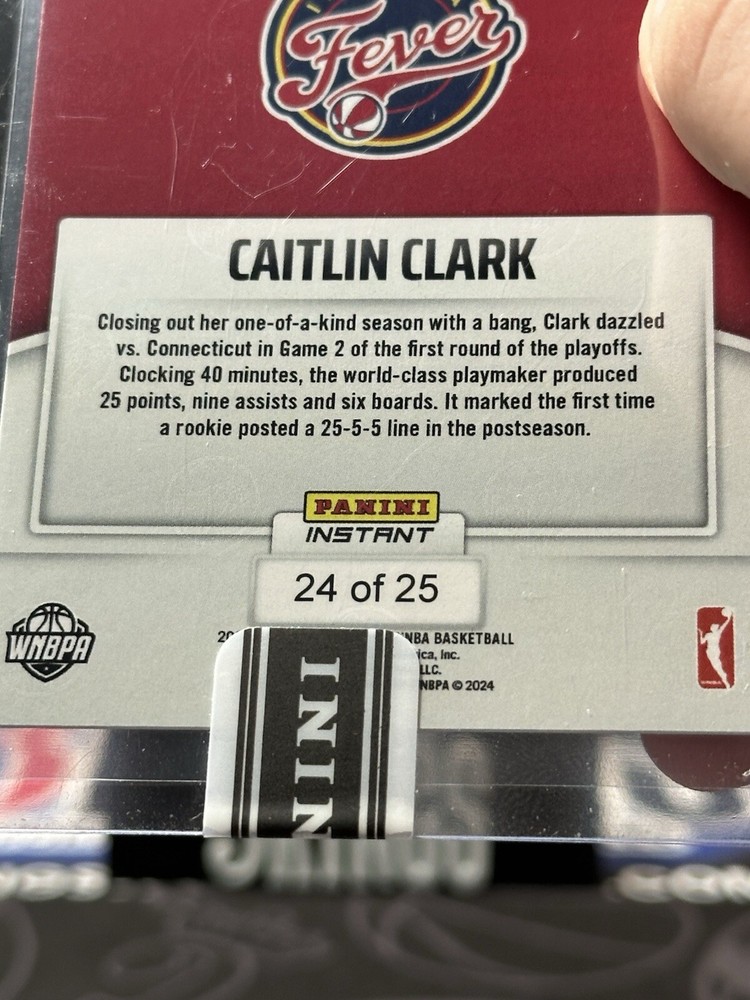 Fever
CAITLIN CLARK
Closing out her one-of-a-kind season with a bang, Clark dazzled
vs. Connecticut in Game 2 of the first round of the playoffs.
Clocking 40 minutes, the world-class playmaker produced
25 points, nine assists and six boards. It marked the first time
a rookie posted a 25-5-5 line in the postseason.
PANINI
INSTANT
24 of 25
WNBPA
20 NBA BASKETBALL
ica, Inc.
LLC.
NBPA © 2024
WNBA
ININ